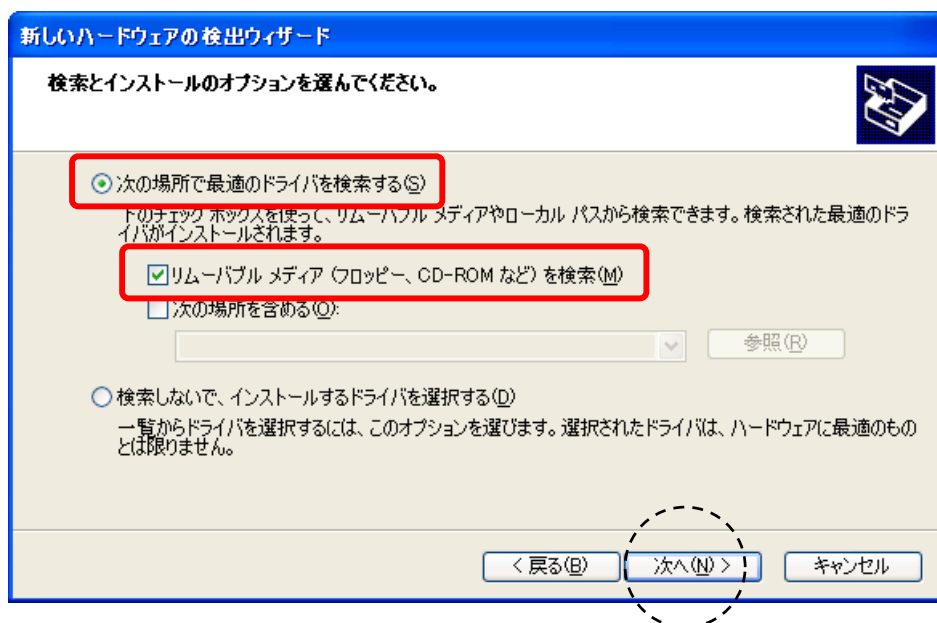 新しいハードウェアの検出ウィザード
検索とインストールのオプションを選んでください。
次の場所で最適のドライバを検索する(S)
下のチェック ボックスを使って、リムーバブル メディアやローカル パスから検索できます。検索された最適のドラ
イバがインストールされます。
リムーバブル メディア (フロッピー、CD-ROM など) を検索(M)
次の場所を含める(O):
参照(R)
検索しないで、インストールするドライバを選択する(D)
一覧からドライバを選択するには、このオプションを選びます。選択されたドライバは、ハードウェアに最適のもの
とは限りません。
< 戻る(B) 次へ(N) > キャンセル